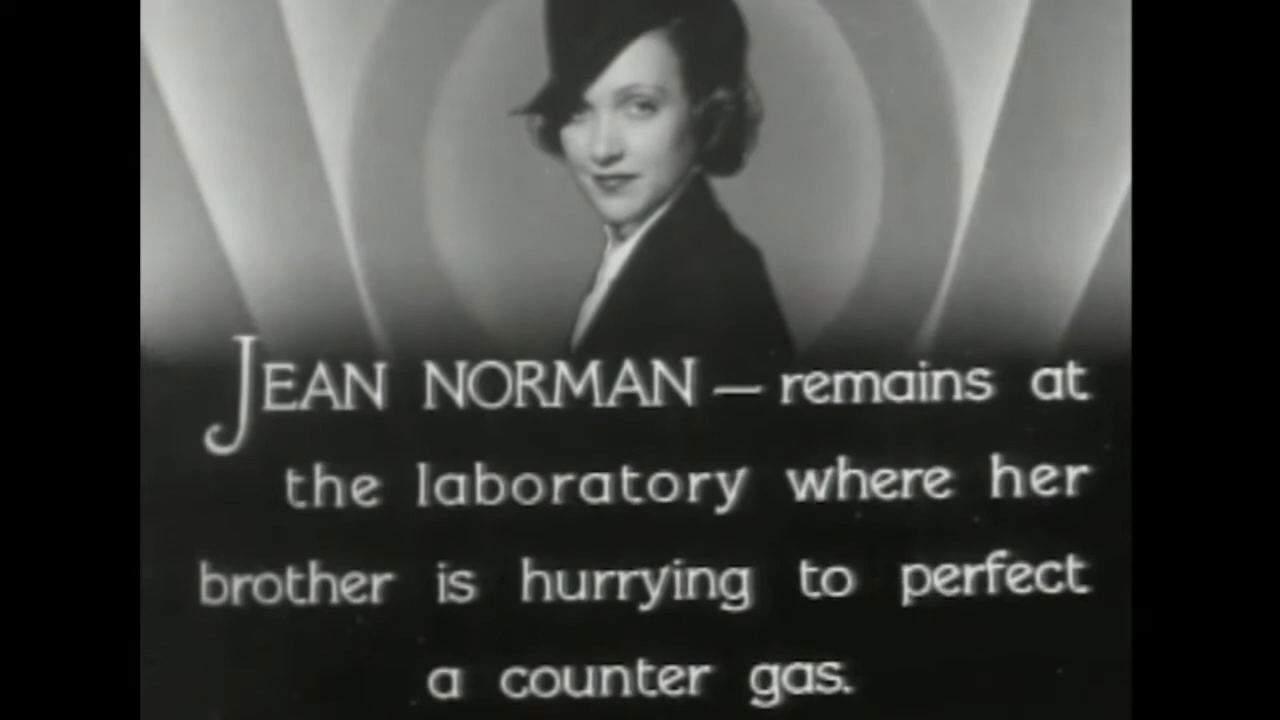 JEAN NORMAN — remains at
the laboratory where her
brother is hurrying to perfect
a counter gas.